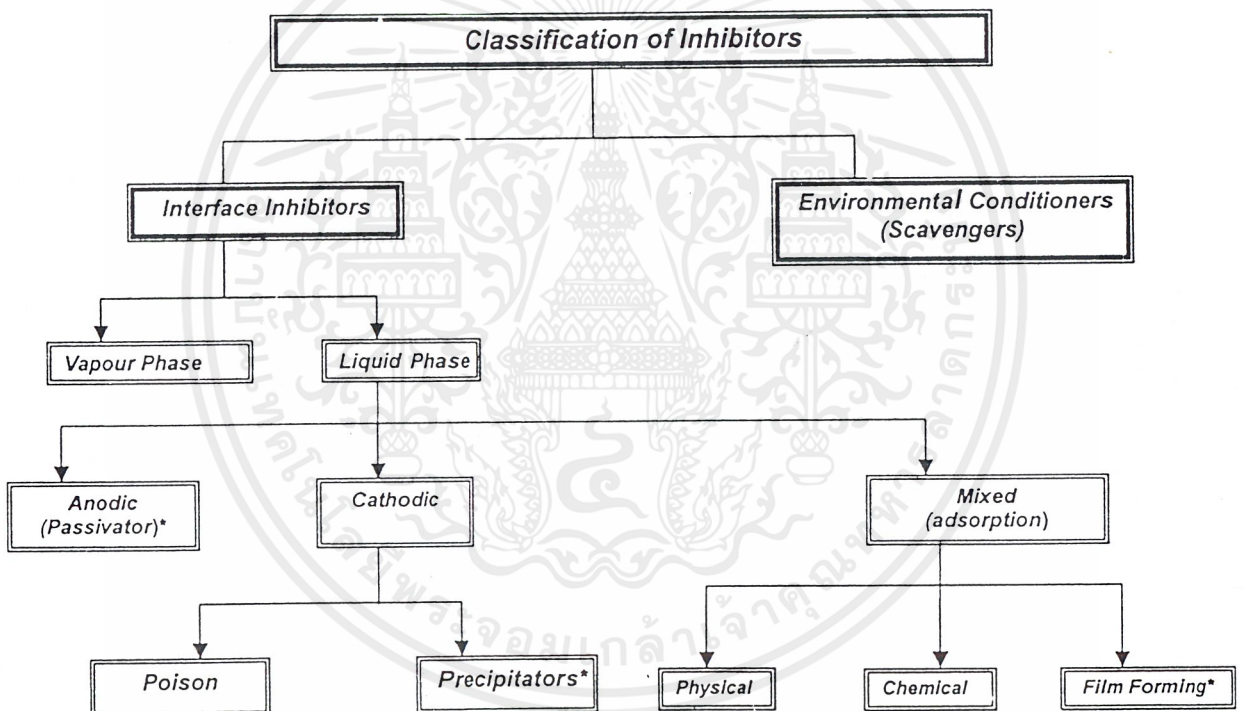 Classification of Inhibitors
Interface Inhibitors
Environmental Conditioners
(Scavengers)
Vapour Phase
Liquid Phase
Anodic
(Passivator)*
Cathodic
Mixed
(adsorption)
Poison
Precipitators*
Physical
Chemical
Film Forming*